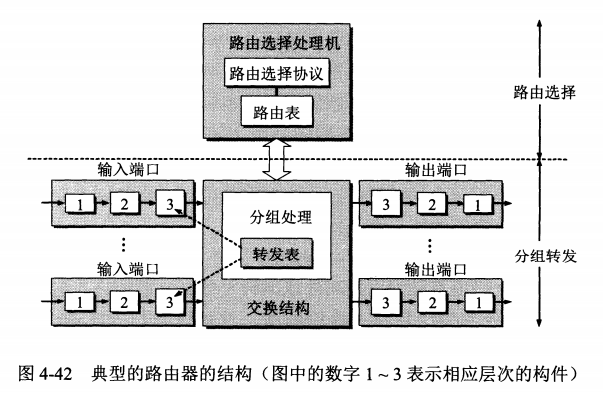 路由选择处理机
路由选择协议
路由表
路由选择
输入端口
输出端口
1 2 3
分组处理
3 2 1
⋮
转发表
⋮
分组转发
输入端口
输出端口
1 2 3
交换结构
3 2 1
图 4-42 典型的路由器的结构（图中的数字 1 ~ 3 表示相应层次的构件）